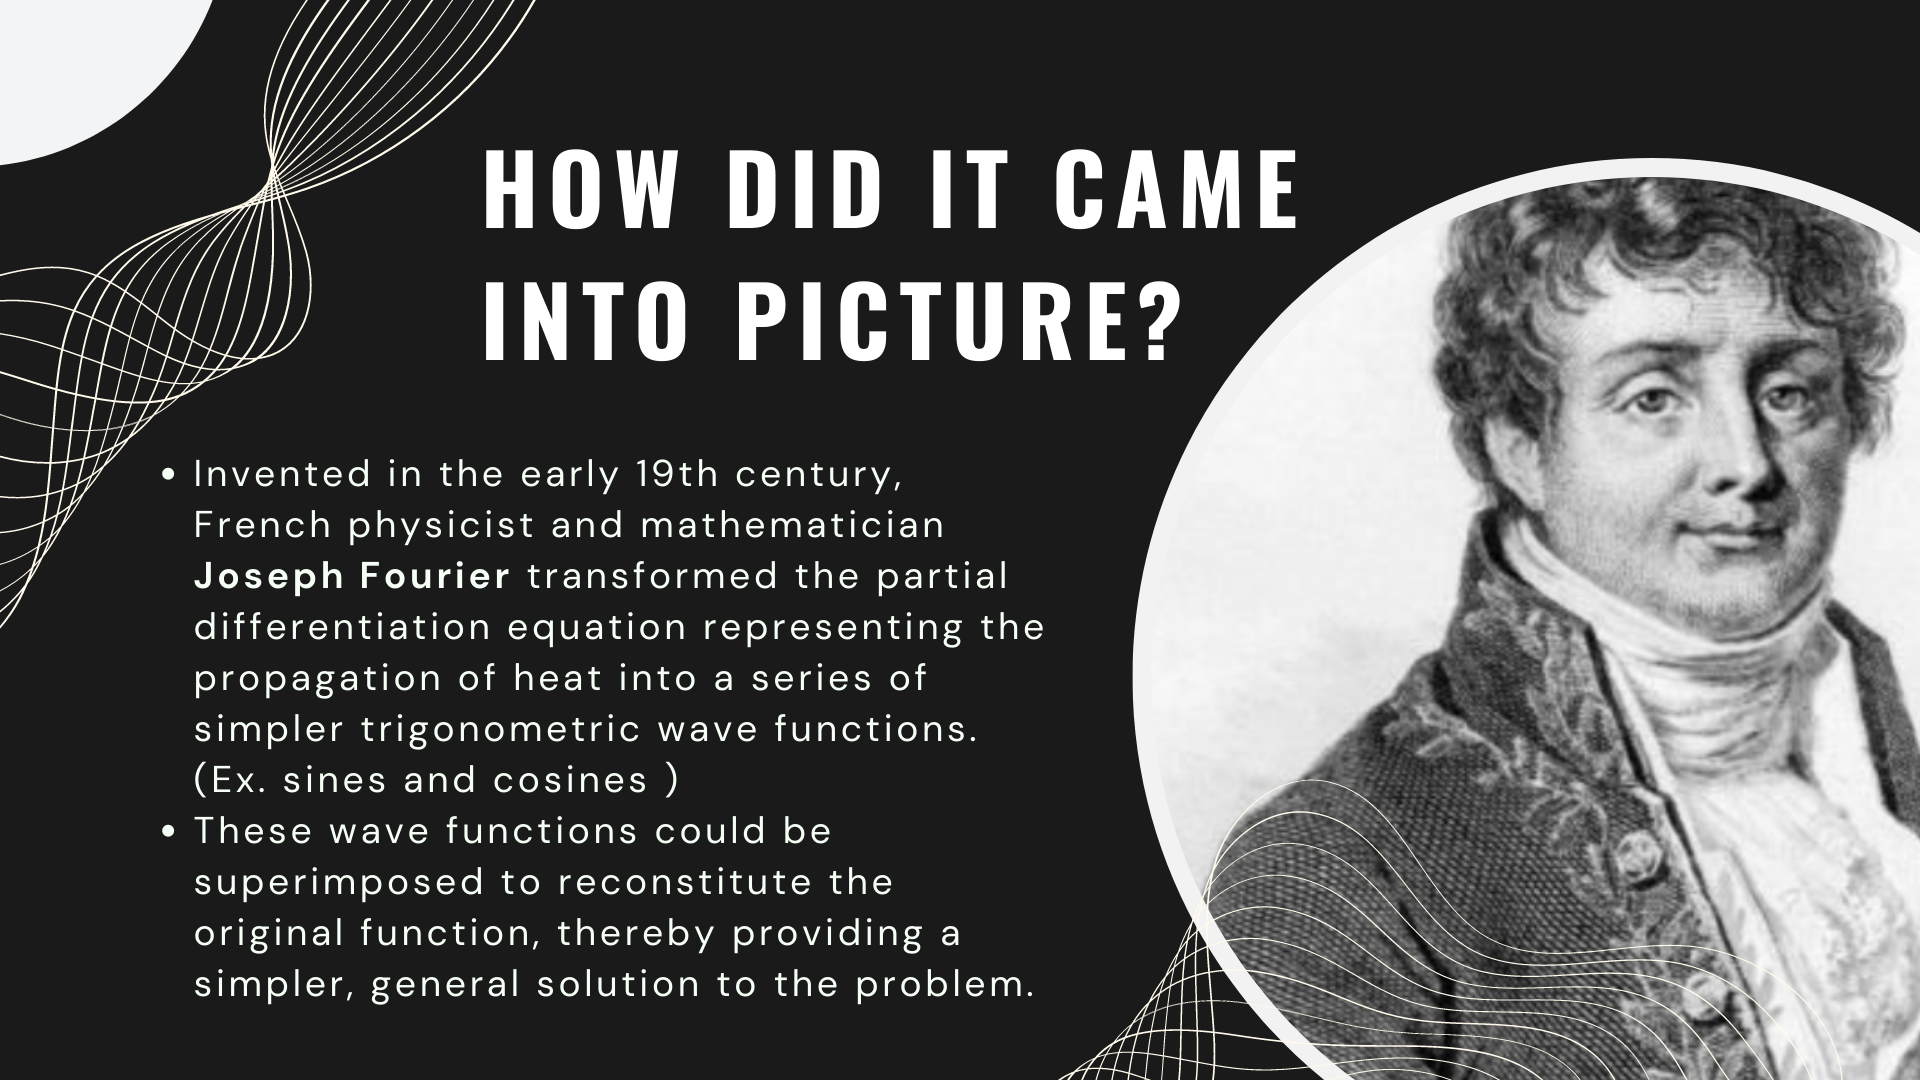 HOW DID IT CAME
INTO PICTURE?
• Invented in the early 19th century,
French physicist and mathematician
Joseph Fourier transformed the partial
differentiation equation representing the
propagation of heat into a series of
simpler trigonometric wave functions.
(Ex. sines and cosines )
• These wave functions could be
superimposed to reconstitute the
original function, thereby providing a
simpler, general solution to the problem.